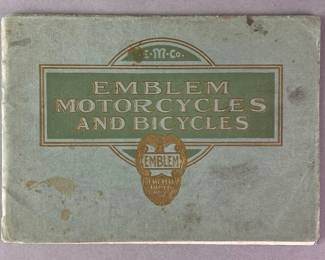 E·M·Co.
EMBLEM
MOTORCYCLES
AND BICYCLES
EMBLEM